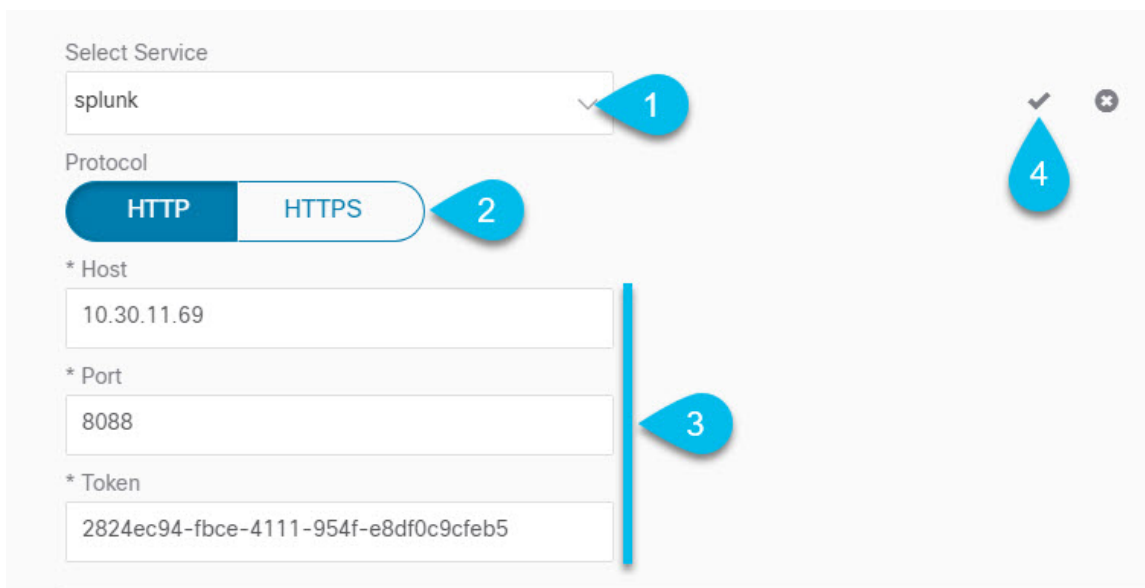 Select Service
splunk
1
4
Protocol
HTTP HTTPS
2
* Host
10.30.11.69
* Port
8088
3
* Token
2824ec94-fbce-4111-954f-e8df0c9cfeb5